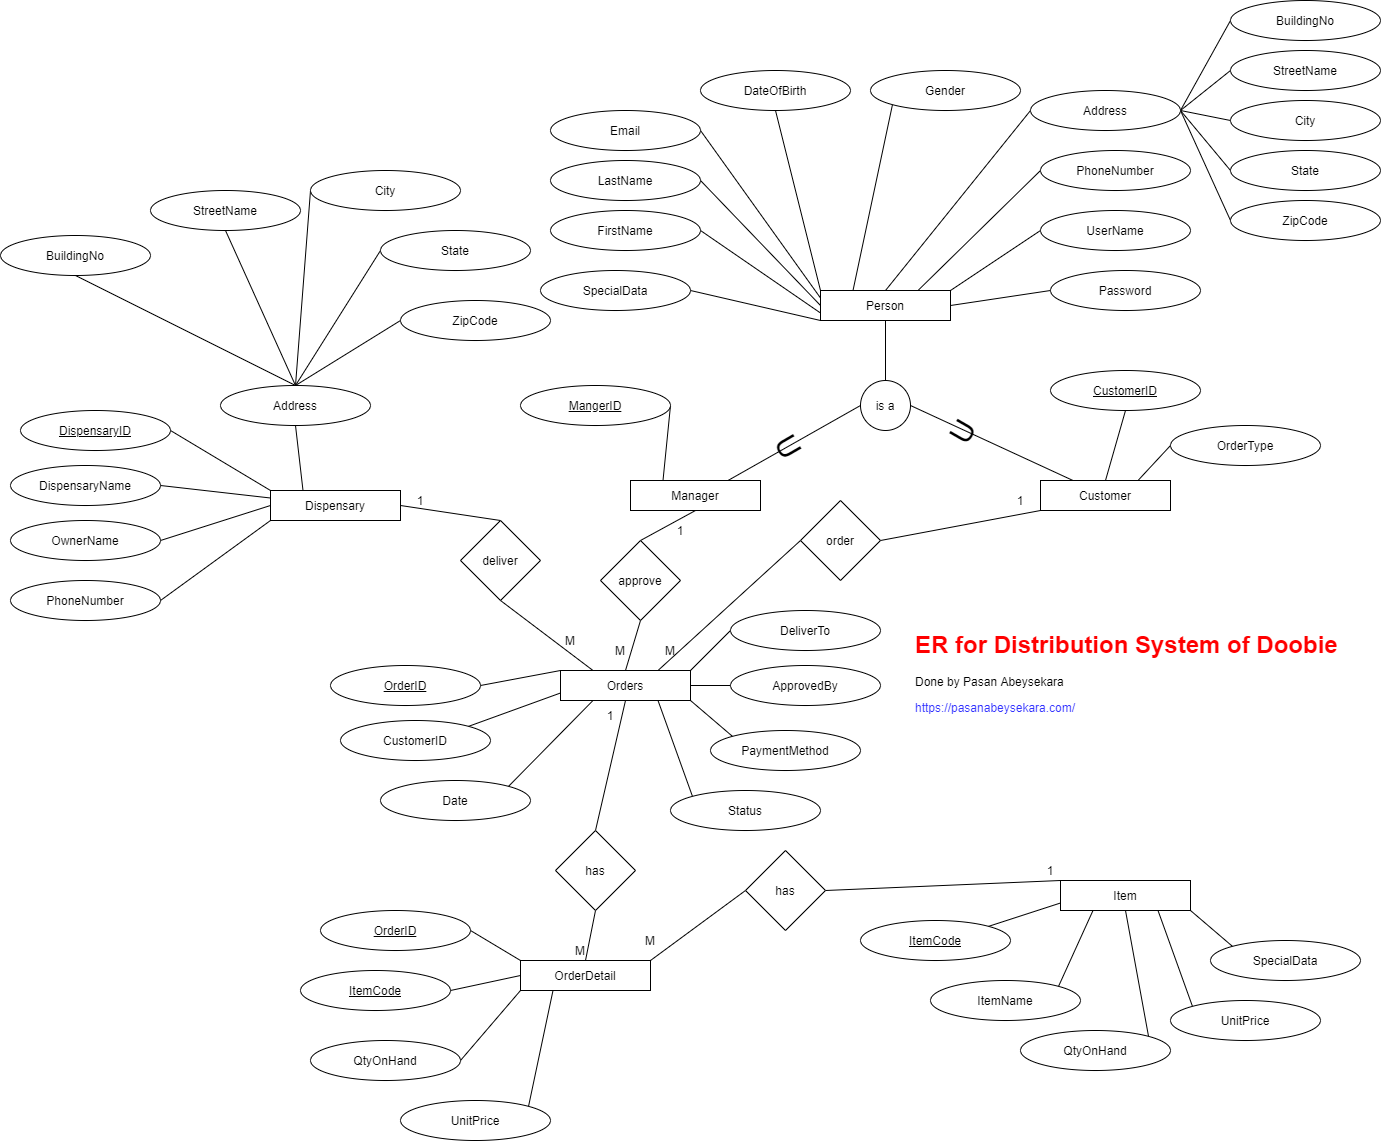 BuildingNo
StreetName
City
State
ZipCode
DateOfBirth
Gender
Address
Email
LastName
FirstName
SpecialData
PhoneNumber
UserName
Password
Person
City
StreetName
BuildingNo
State
ZipCode
Address
is a
MangerID
CustomerID
OrderType
DispensaryID
DispensaryName
OwnerName
PhoneNumber
Dispensary
1
Manager
1
Customer
1
deliver
approve
order
M
M
M
DeliverTo
ApprovedBy
PaymentMethod
Status
OrderID
CustomerID
Date
Orders
1
ER for Distribution System of Doobie
Done by Pasan Abeysekara
https://pasanabeysekara.com/
has
has
M
M
1
Item
OrderID
ItemCode
QtyOnHand
UnitPrice
OrderDetail
ItemCode
ItemName
QtyOnHand
UnitPrice
SpecialData